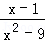 x − 1
x² − 9